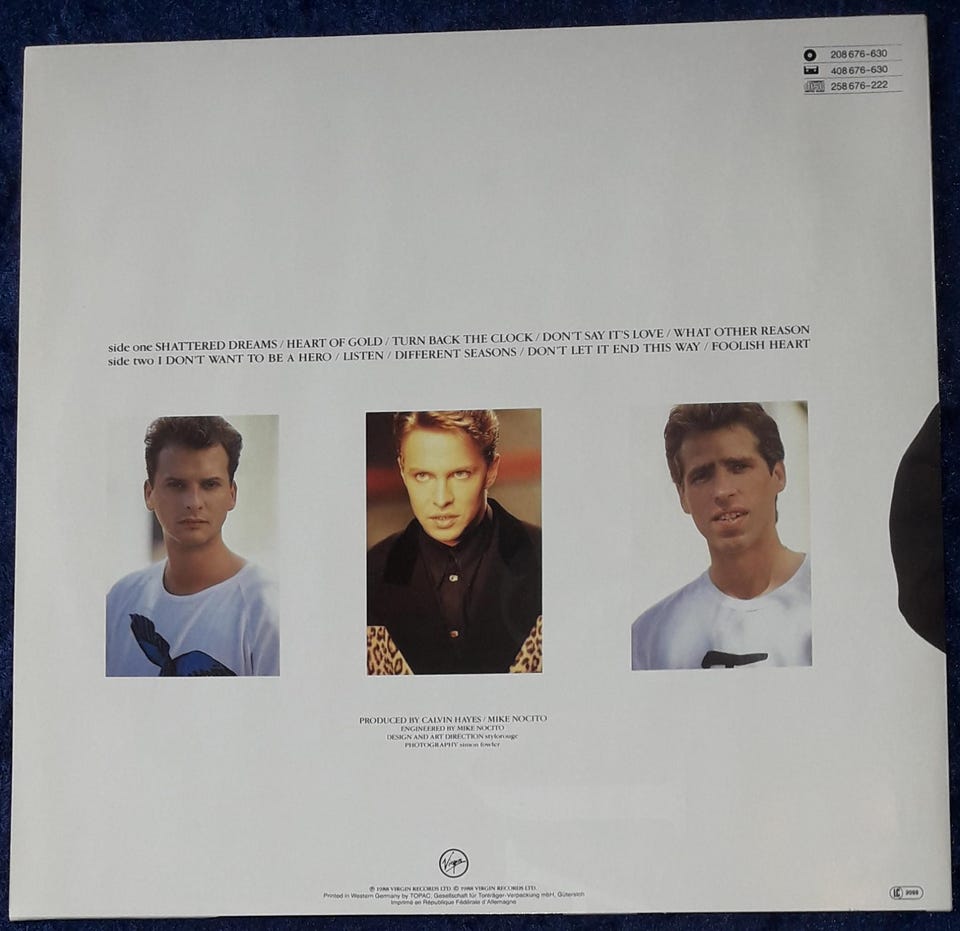 208 676-630
408 676-630
258 676-222
side one SHATTERED DREAMS / HEART OF GOLD / TURN BACK THE CLOCK / DON'T SAY IT'S LOVE / WHAT OTHER REASON
side two I DON'T WANT TO BE A HERO / LISTEN / DIFFERENT SEASONS / DON'T LET IT END THIS WAY / FOOLISH HEART
PRODUCED BY CALVIN HAYES / MIKE NOCITO
ENGINEERED BY MIKE NOCITO
DESIGN AND ART DIRECTION stylorouge
PHOTOGRAPHY simon fowler
Virgin
℗ 1988 VIRGIN RECORDS LTD. © 1988 VIRGIN RECORDS LTD.
Printed in Western Germany by TOPAC, Gesellschaft für Tonträger-Verpackung mbH, Gütersloh
Imprimé en République Fédérale d'Allemagne
LC 3098